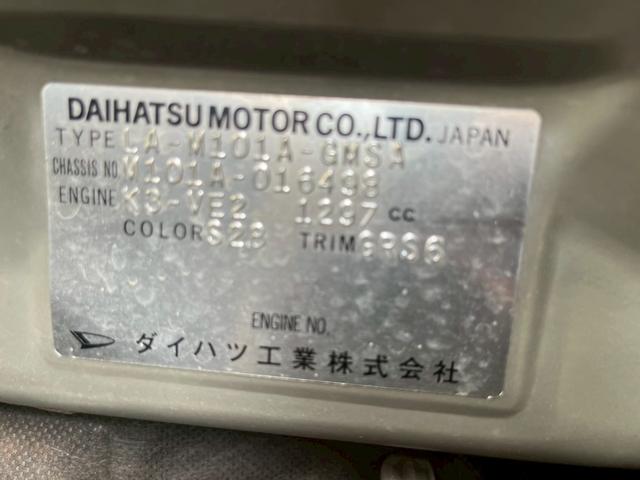 DAIHATSU MOTOR CO., LTD. JAPAN
TYPE LA-M101A-GMSA
CHASSIS NO M101A-016498
ENGINE K3-VE2 1297 CC
COLOR S28 TRIM
ENGINE NO.
ダイハツ工業株式会社